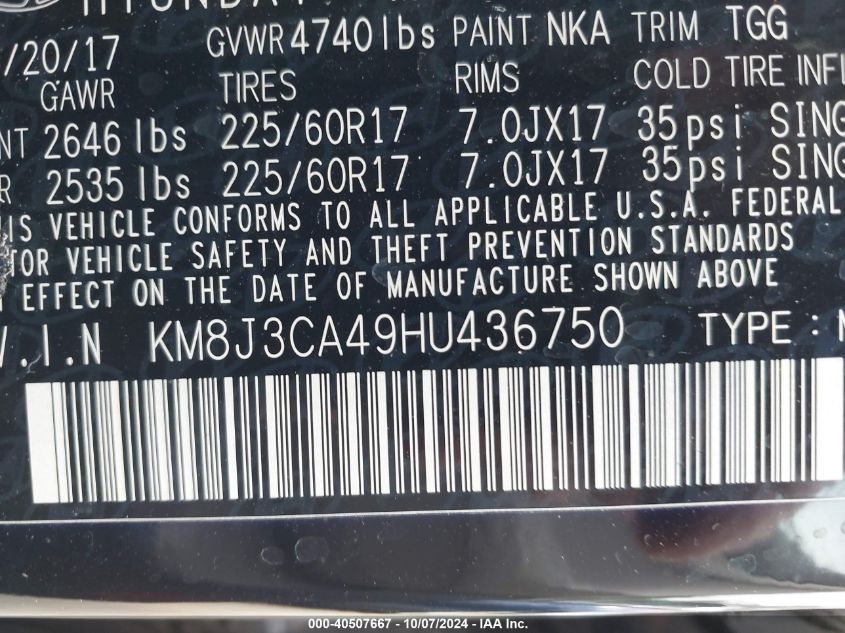 HYUNDAI
/20/17 GVWR 4740 lbs PAINT NKA TRIM TGG
GAWR TIRES RIMS COLD TIRE INFL
NT 2646 lbs 225/60R17 7.0JX17 35psi SING
R 2535 lbs 225/60R17 7.0JX17 35psi SING
IS VEHICLE CONFORMS TO ALL APPLICABLE U.S.A. FEDERAL
TOR VEHICLE SAFETY AND THEFT PREVENTION STANDARDS
EFFECT ON THE DATE OF MANUFACTURE SHOWN ABOVE
V.I.N KM8J3CA49HU436750 TYPE : M
000-40507667 - 10/07/2024 - IAA Inc.